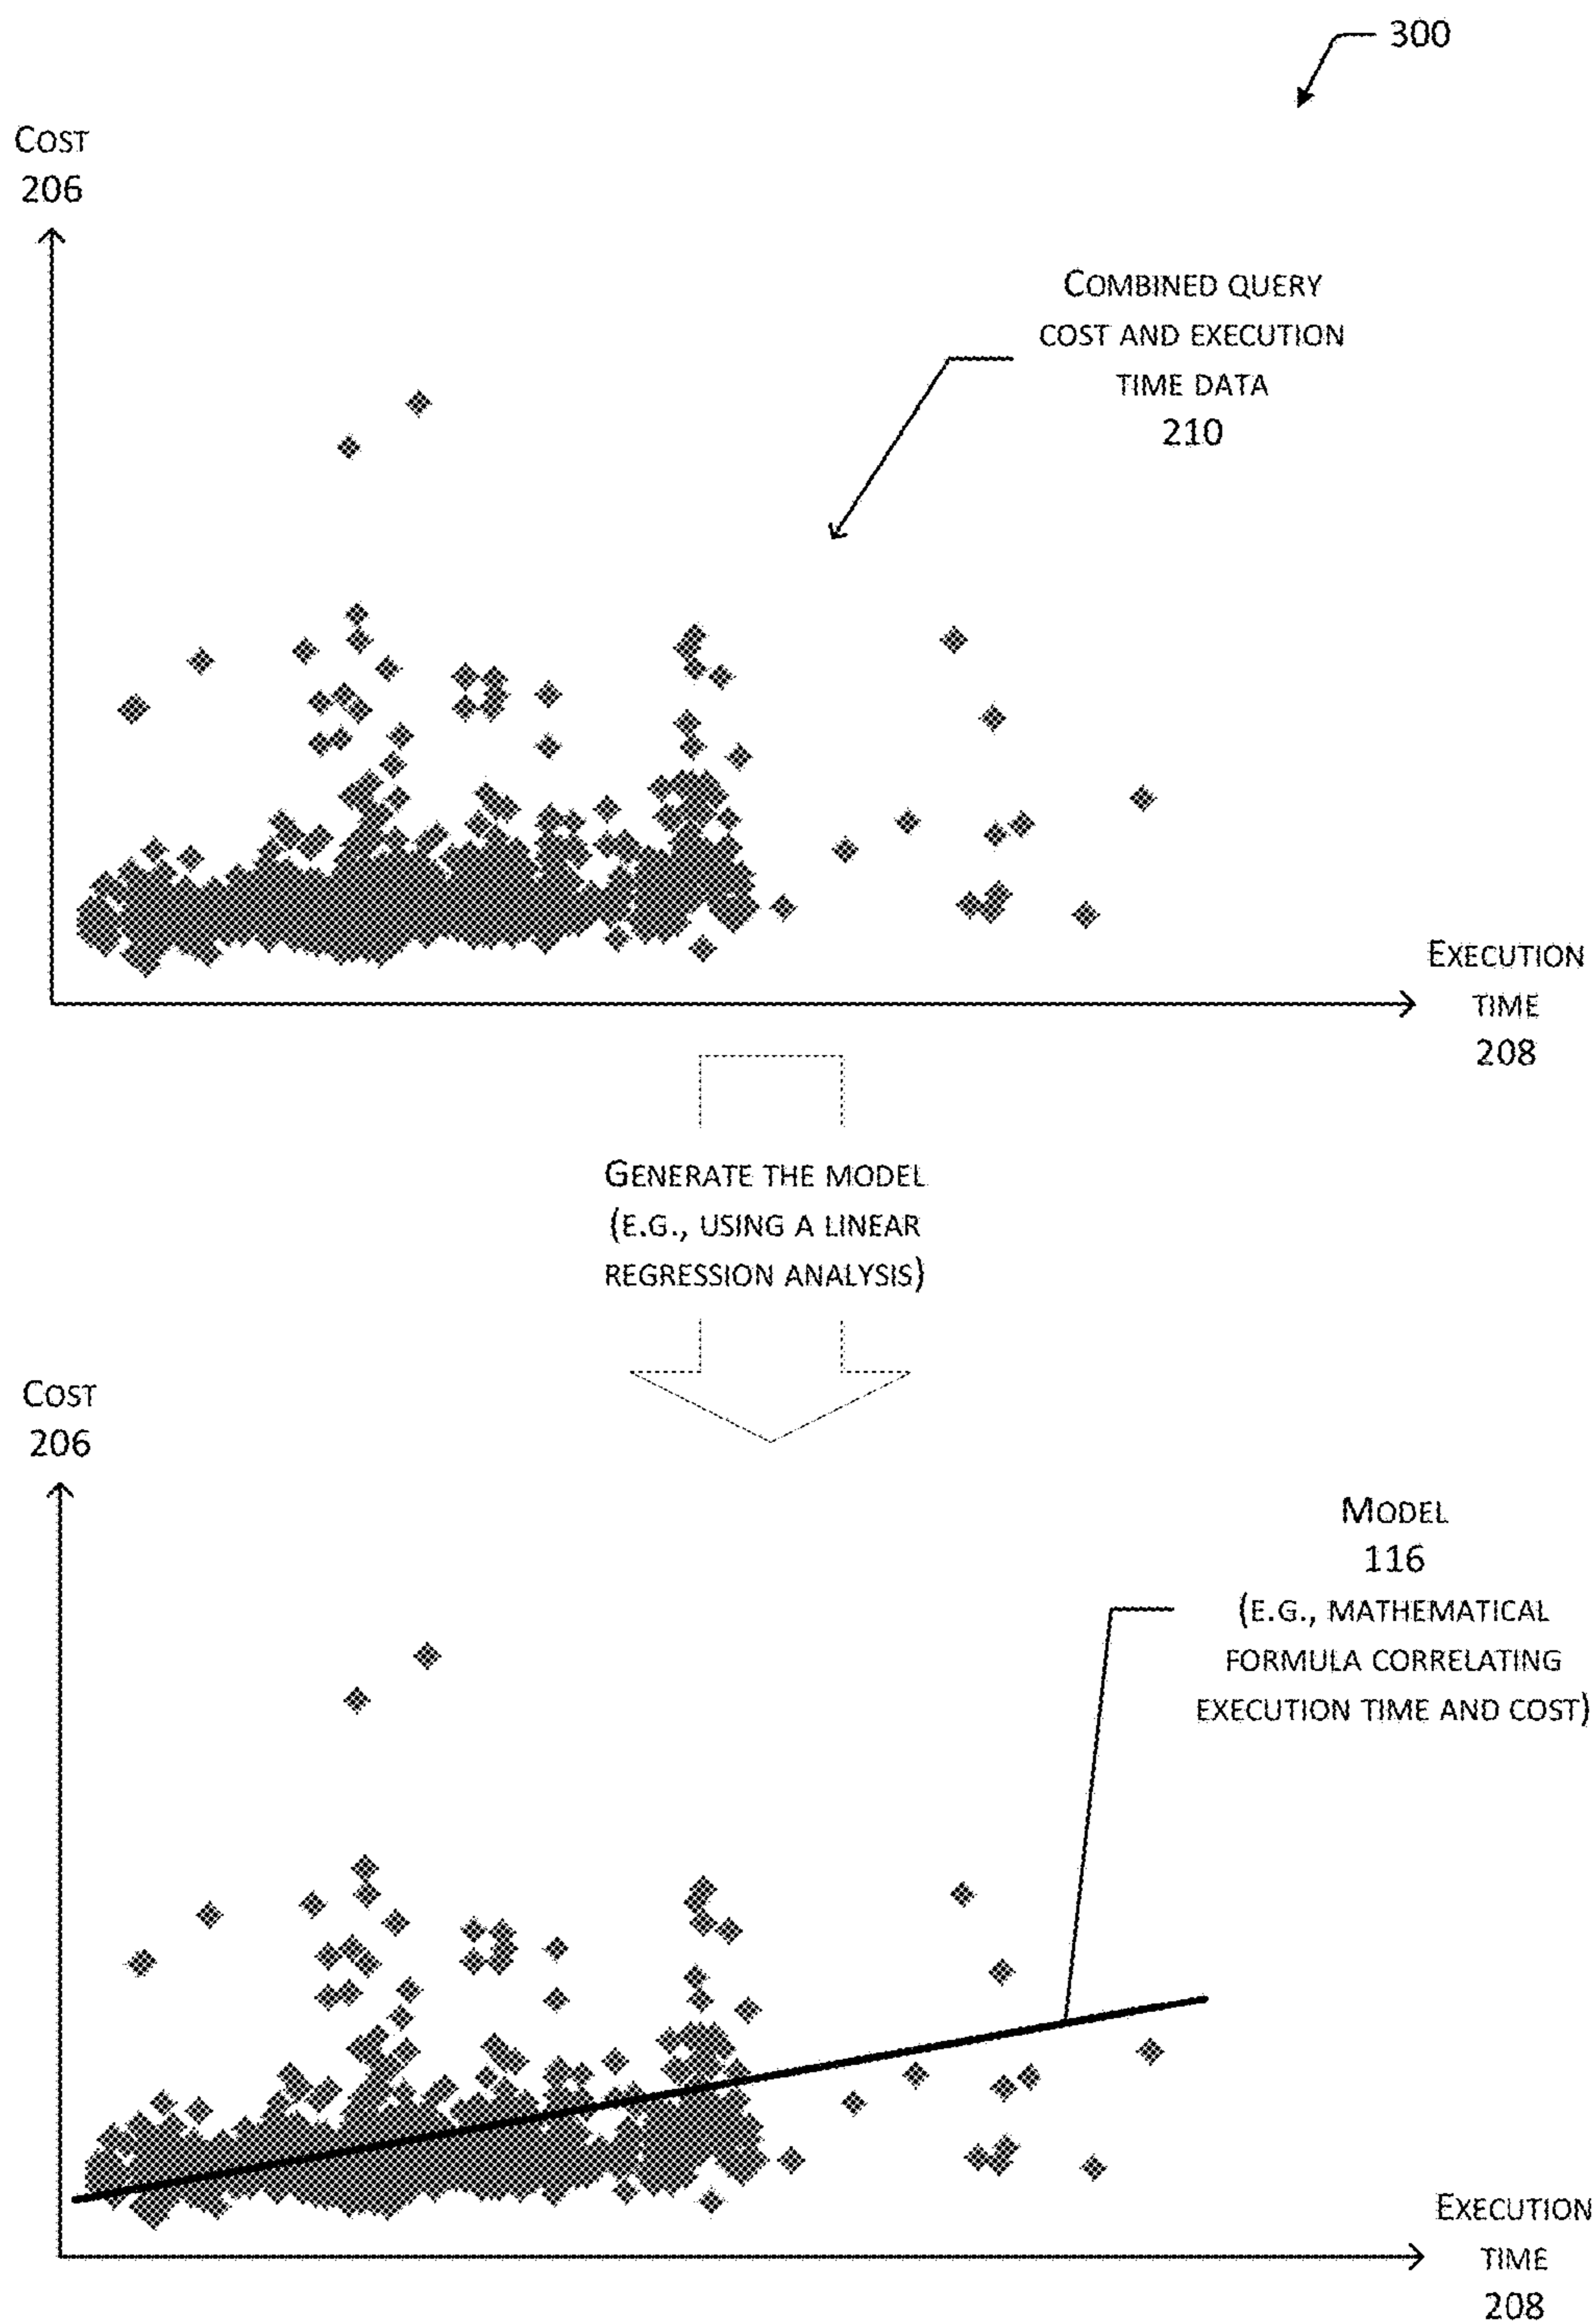 300
COST
206
COMBINED QUERY
COST AND EXECUTION
TIME DATA
210
EXECUTION
TIME
208
GENERATE THE MODEL
(E.G., USING A LINEAR
REGRESSION ANALYSIS)
COST
206
MODEL
116
(E.G., MATHEMATICAL
FORMULA CORRELATING
EXECUTION TIME AND COST)
EXECUTION
TIME
208